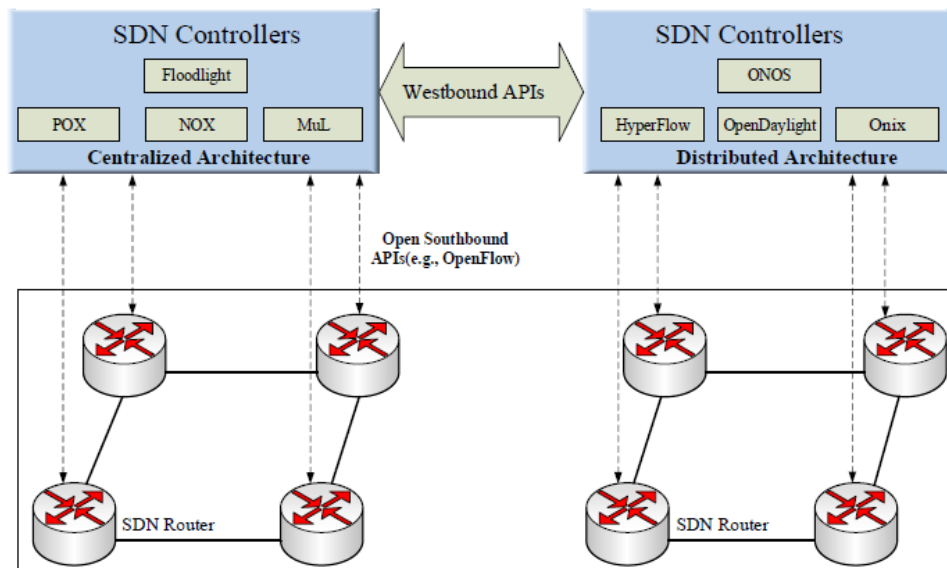 SDN Controllers
Floodlight
POX
NOX
MuL
Centralized Architecture
Westbound APIs
SDN Controllers
ONOS
HyperFlow
OpenDaylight
Onix
Distributed Architecture
Open Southbound
APIs(e.g., OpenFlow)
SDN Router
SDN Router